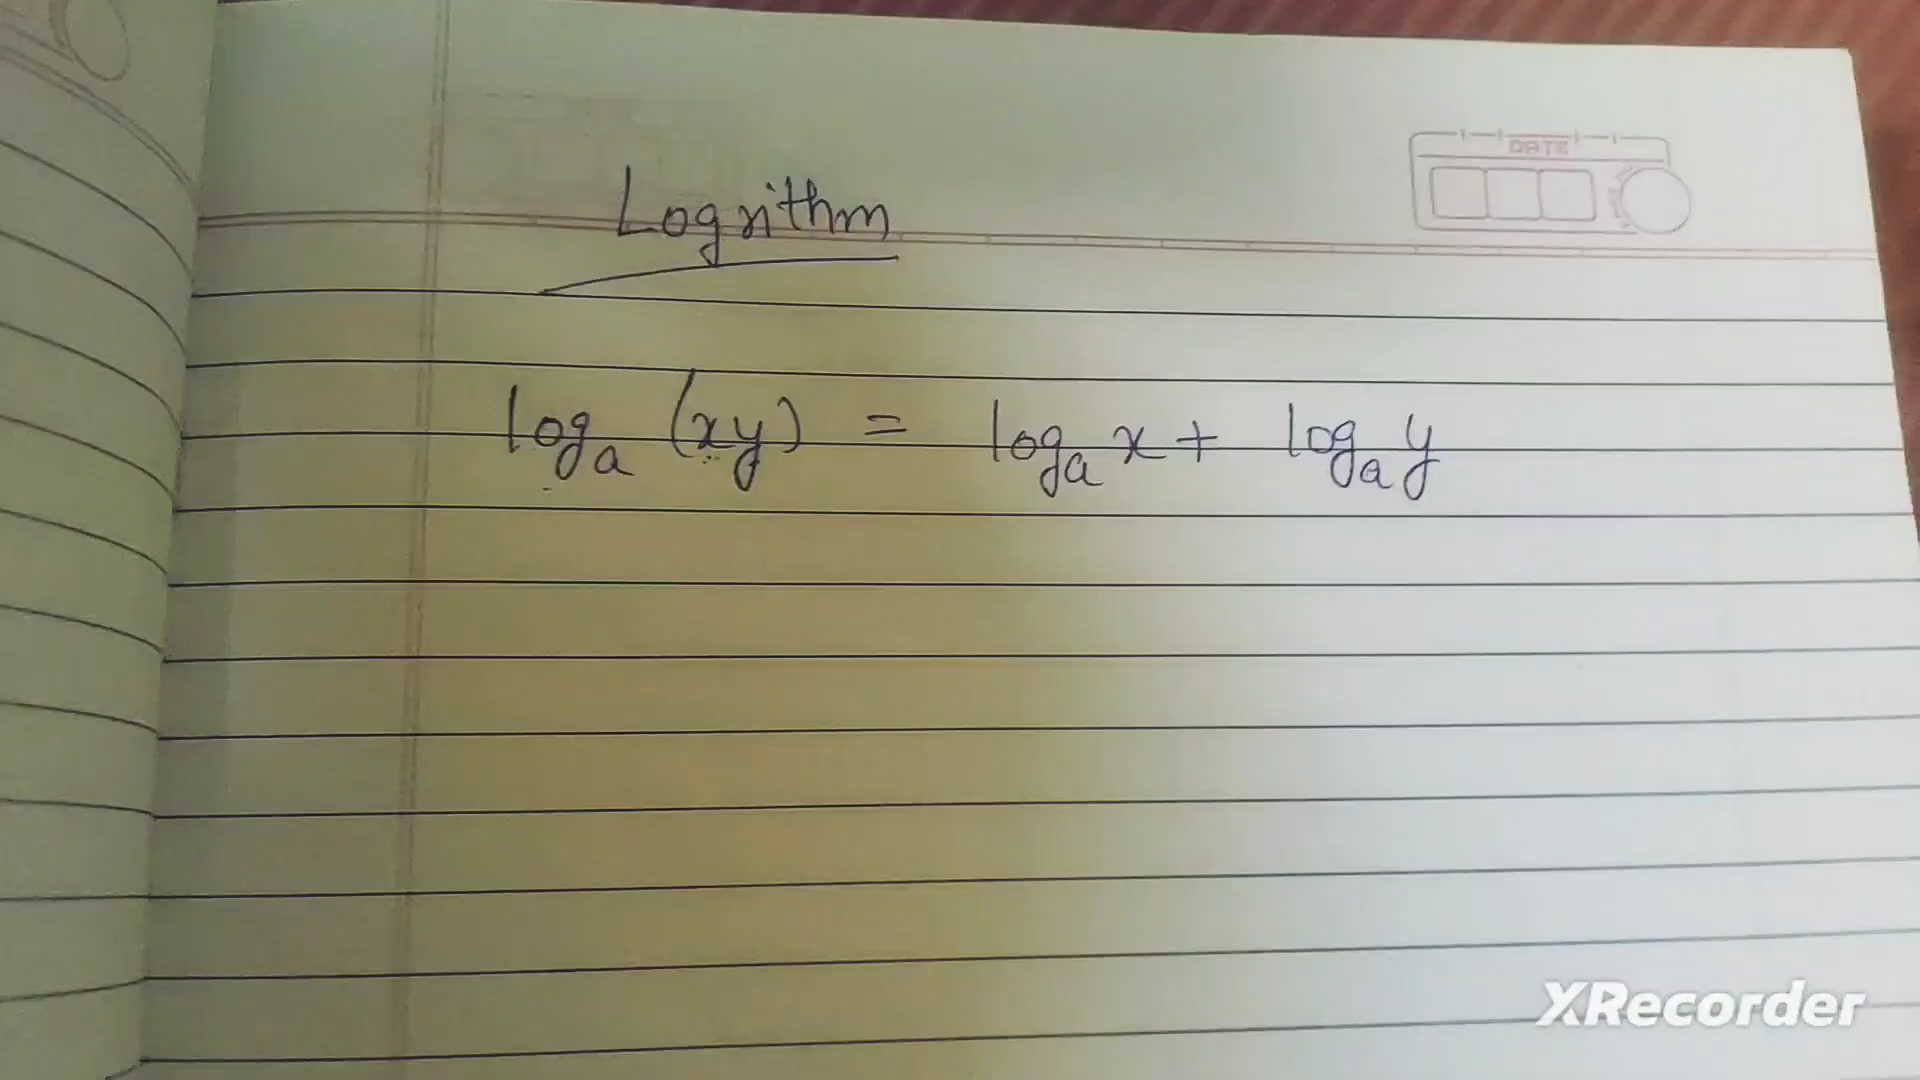 DATE
Logrithm
logₐ (xy) = logₐ x + logₐ y
XRecorder